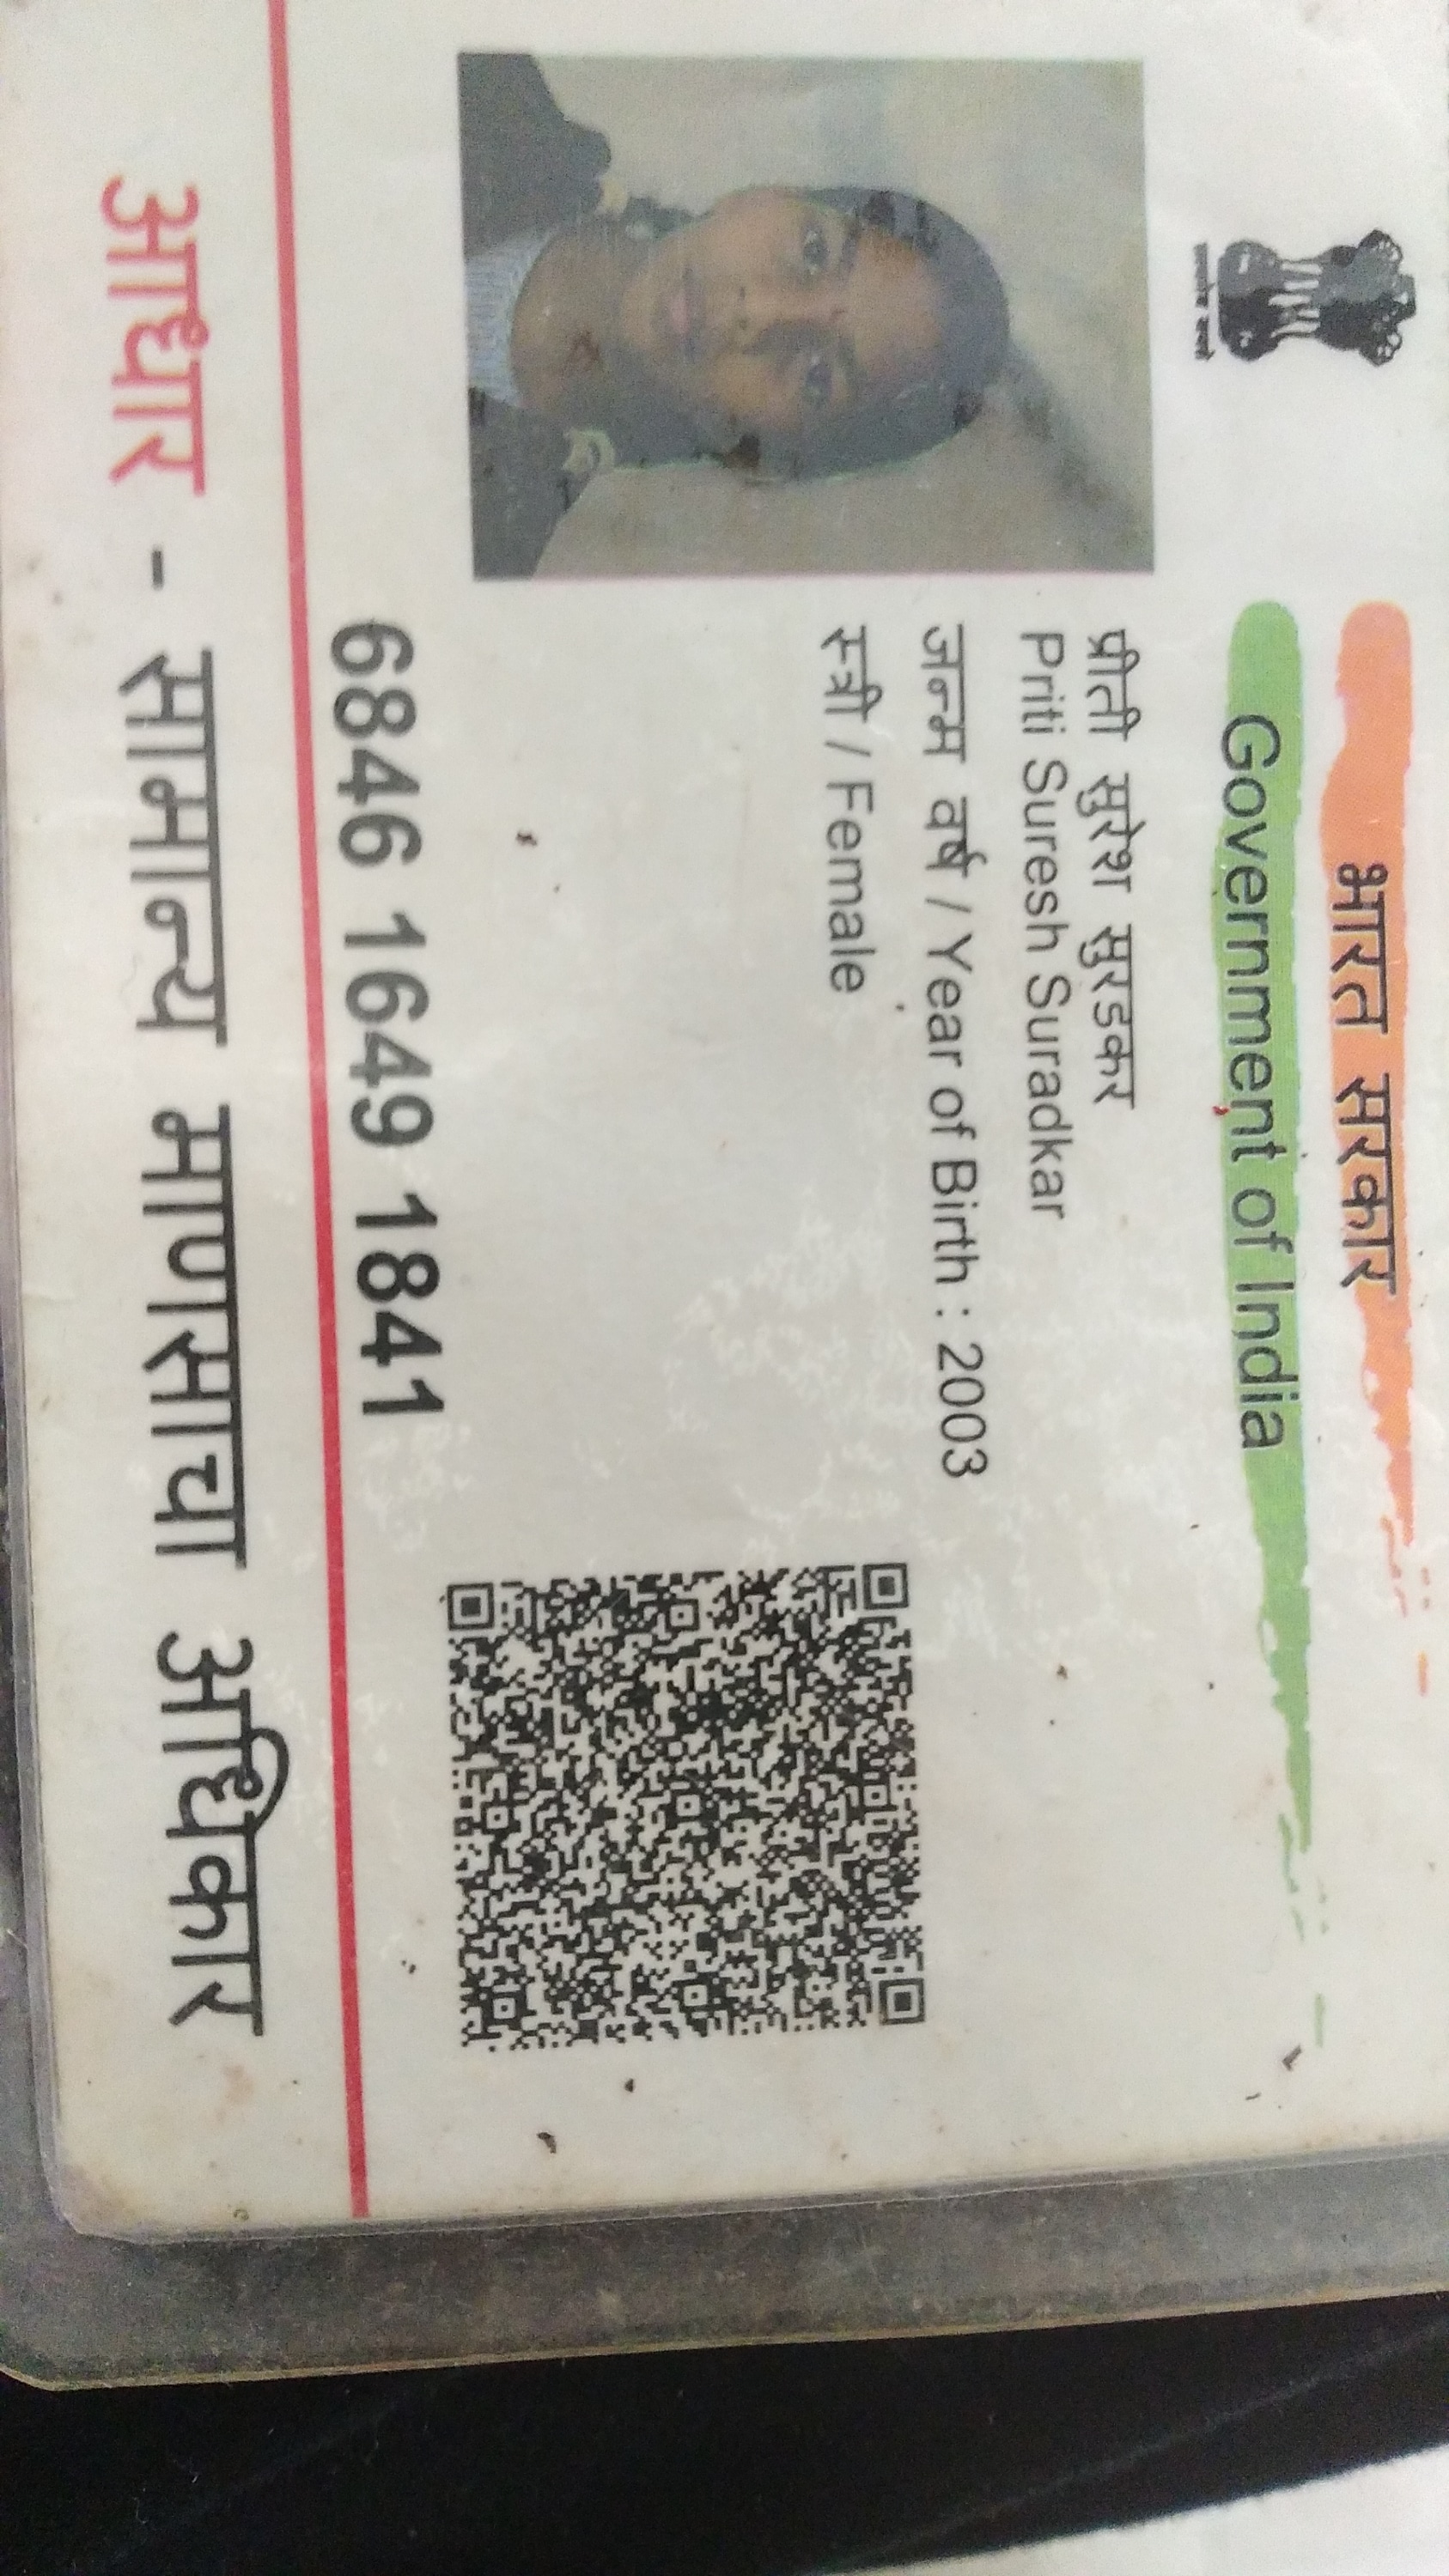 भारत सरकार
Government of India
प्रीती सुरेश सुरडकर
Priti Suresh Suradkar
जन्म वर्ष / Year of Birth : 2003
स्त्री / Female
6846 1649 1841
आधार - सामान्य माणसाचा अधिकार